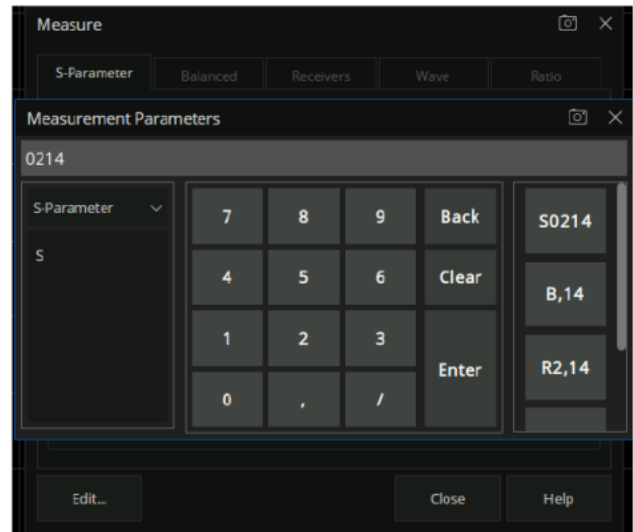 Measure
S-Parameter Balanced Receivers Wave Ratio
Measurement Parameters
0214
S-Parameter
S
7 8 9 Back
4 5 6 Clear
1 2 3
Enter
0 , /
S0214
B,14
R2,14
Edit... Close Help